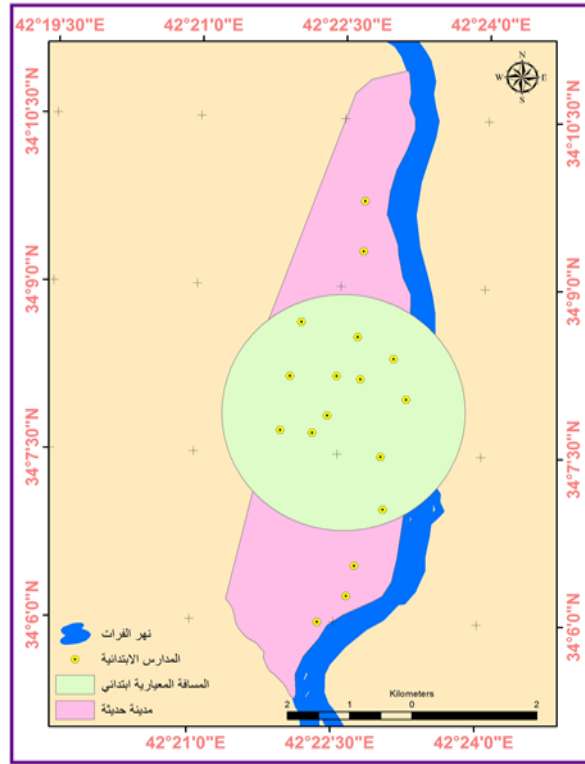 42°19'30"E 42°21'0"E 42°22'30"E 42°24'0"E
N
W E
S
34°10'30"N 34°10'30"N
34°9'0"N 34°9'0"N
34°7'30"N 34°7'30"N
34°6'0"N 34°6'0"N
نهر الفرات
المدارس الابتدائية
المسافة المعيارية ابتدائي
مدينة حديثة
Kilometers
2 1 0 2
42°21'0"E 42°22'30"E 42°24'0"E